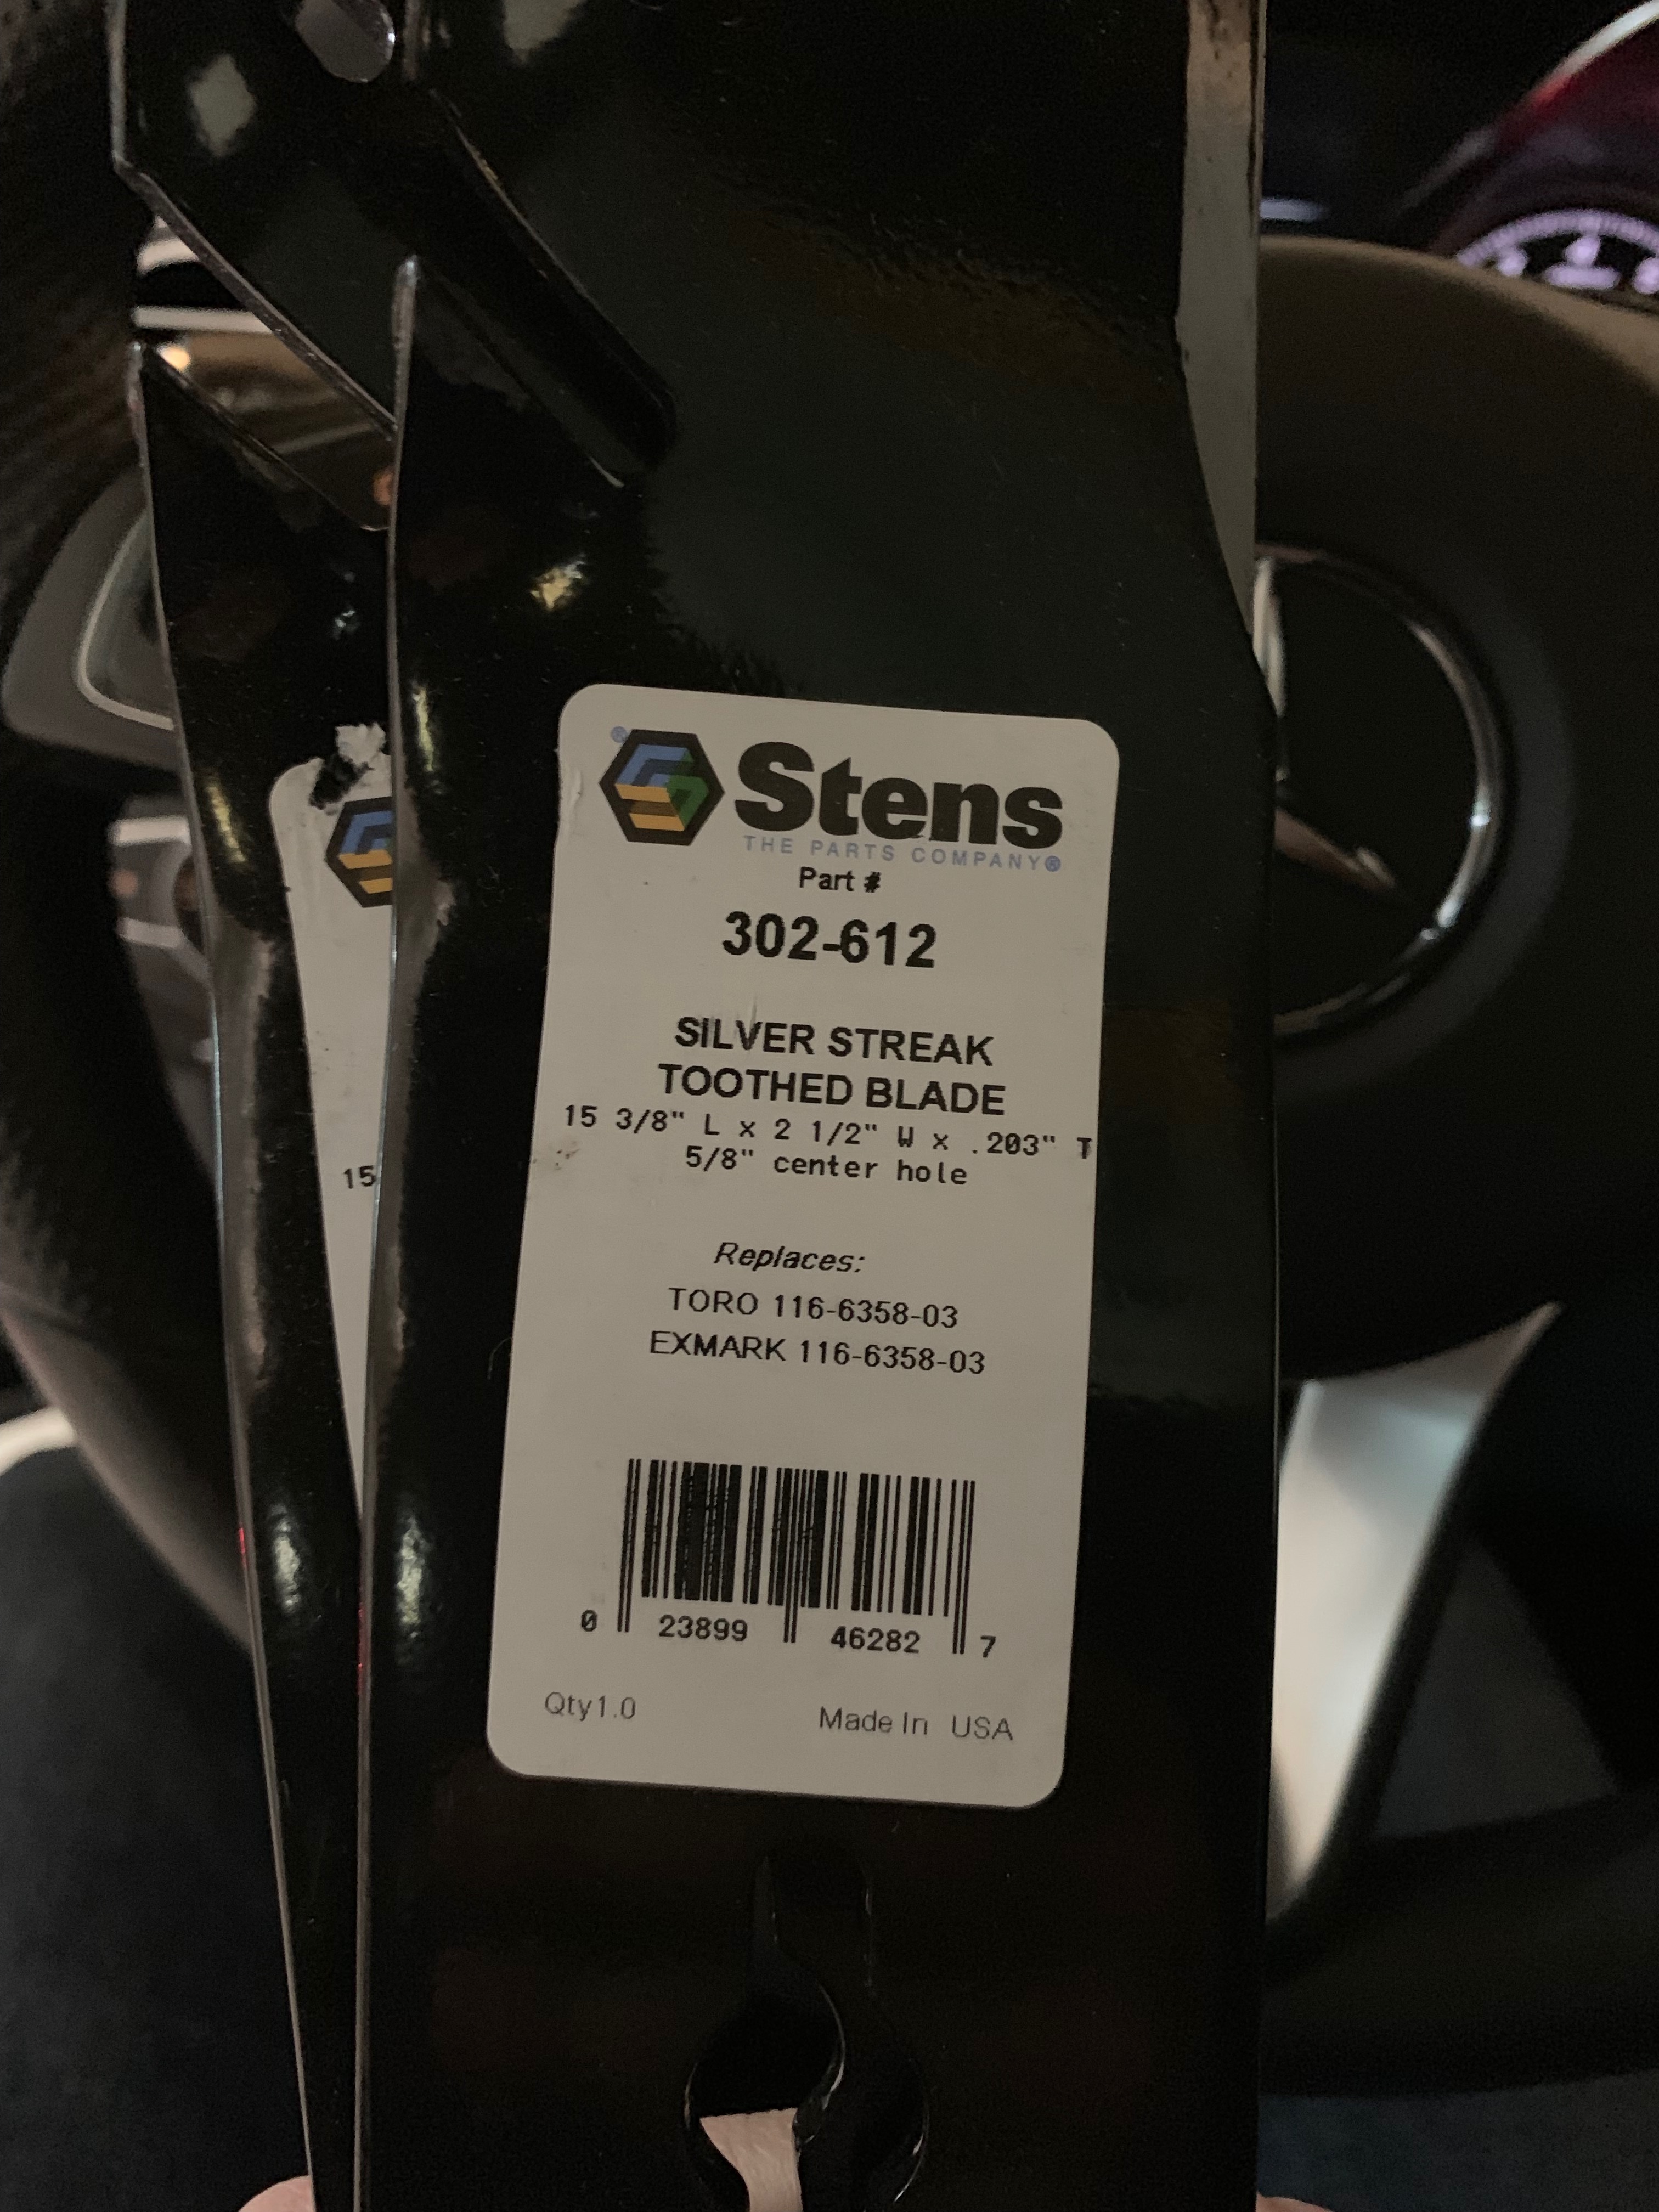 Stens
THE PARTS COMPANY®
Part #
302-612
SILVER STREAK
TOOTHED BLADE
15 3/8" L x 2 1/2" W x .203" T
5/8" center hole
Replaces:
TORO 116-6358-03
EXMARK 116-6358-03
0 23899 46282 7
Qty1.0 Made In USA
15